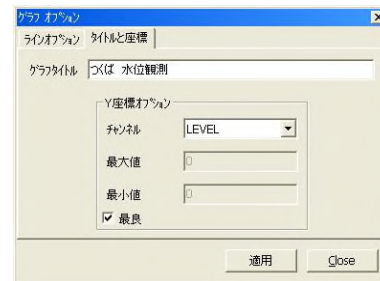 グラフ オプション
ラインオプション タイトルと座標
グラフタイトル つくば 水位観測
Y座標オプション
チャンネル LEVEL
最大値 0
最小値 0
最良
適用 Close